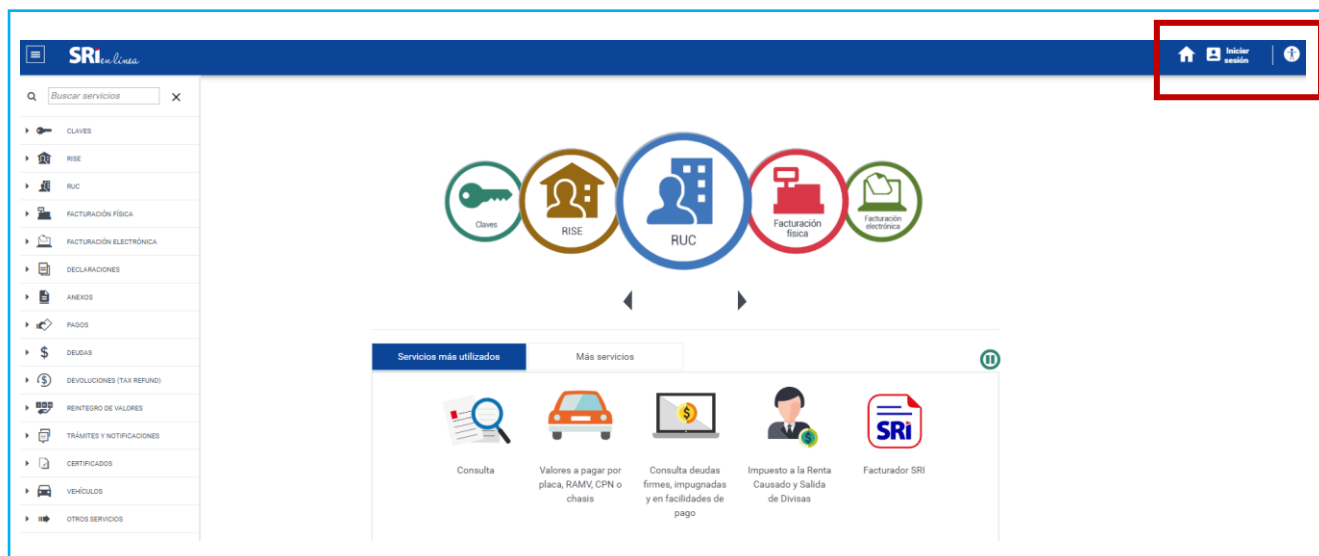 SRi en línea
Iniciar
sesión
Buscar servicios
CLAVES
RISE
RUC
FACTURACIÓN FÍSICA
FACTURACIÓN ELECTRÓNICA
DECLARACIONES
ANEXOS
PAGOS
DEUDAS
DEVOLUCIONES (TAX REFUND)
REINTEGRO DE VALORES
TRÁMITES Y NOTIFICACIONES
CERTIFICADOS
VEHÍCULOS
OTROS SERVICIOS
Claves
RISE
RUC
Facturación
física
Facturación
electrónica
Servicios más utilizados
Más servicios
Consulta
Valores a pagar por
placa, RAMV, CPN o
chasis
Consulta deudas
firmes, impugnadas
y en facilidades de
pago
Impuesto a la Renta
Causado y Salida
de Divisas
SRi
Facturador SRI